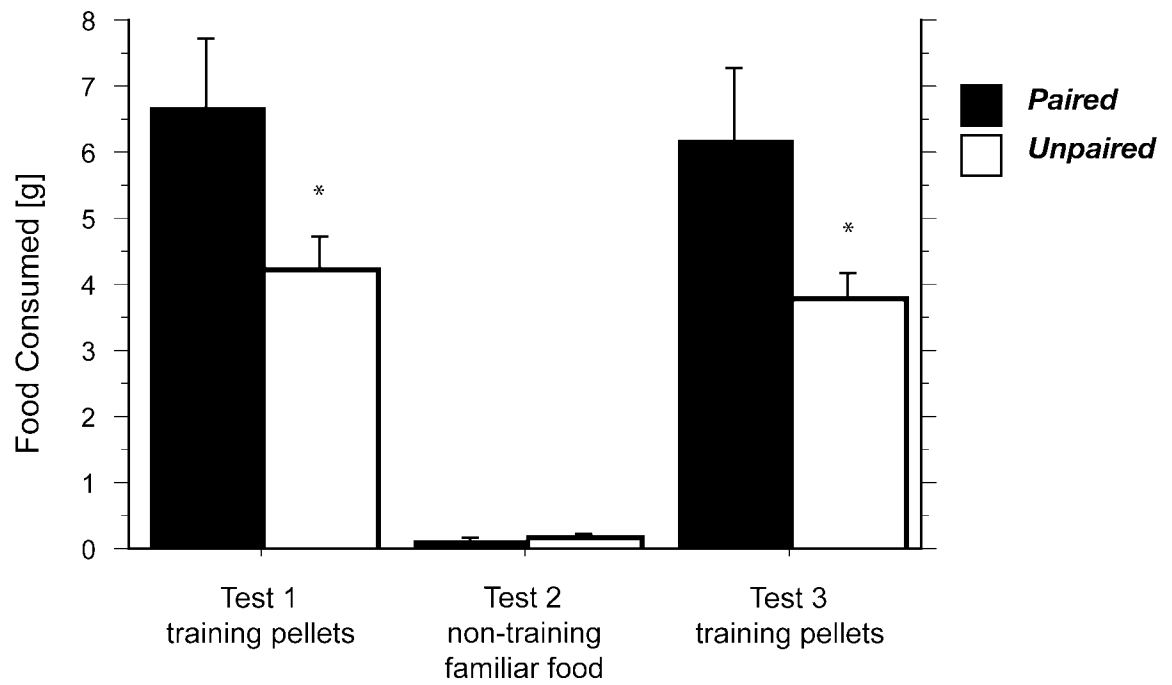 8
7
6
5
4
3
2
1
0
Food Consumed [g]
*
*
Paired
Unpaired
Test 1
training pellets
Test 2
non-training
familiar food
Test 3
training pellets